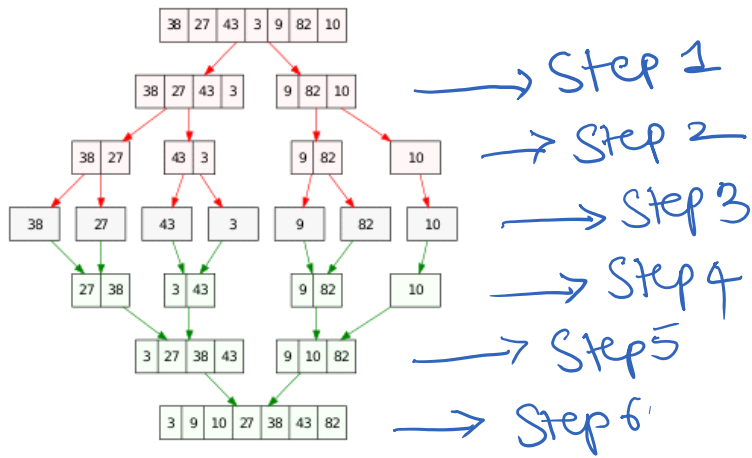 38 27 43 3 9 82 10
38 27 43 3 9 82 10 Step 1
38 27 43 3 9 82 10 Step 2
38 27 43 3 9 82 10 Step 3
27 38 3 43 9 82 10 Step 4
3 27 38 43 9 10 82 Step 5
3 9 10 27 38 43 82 Step 6